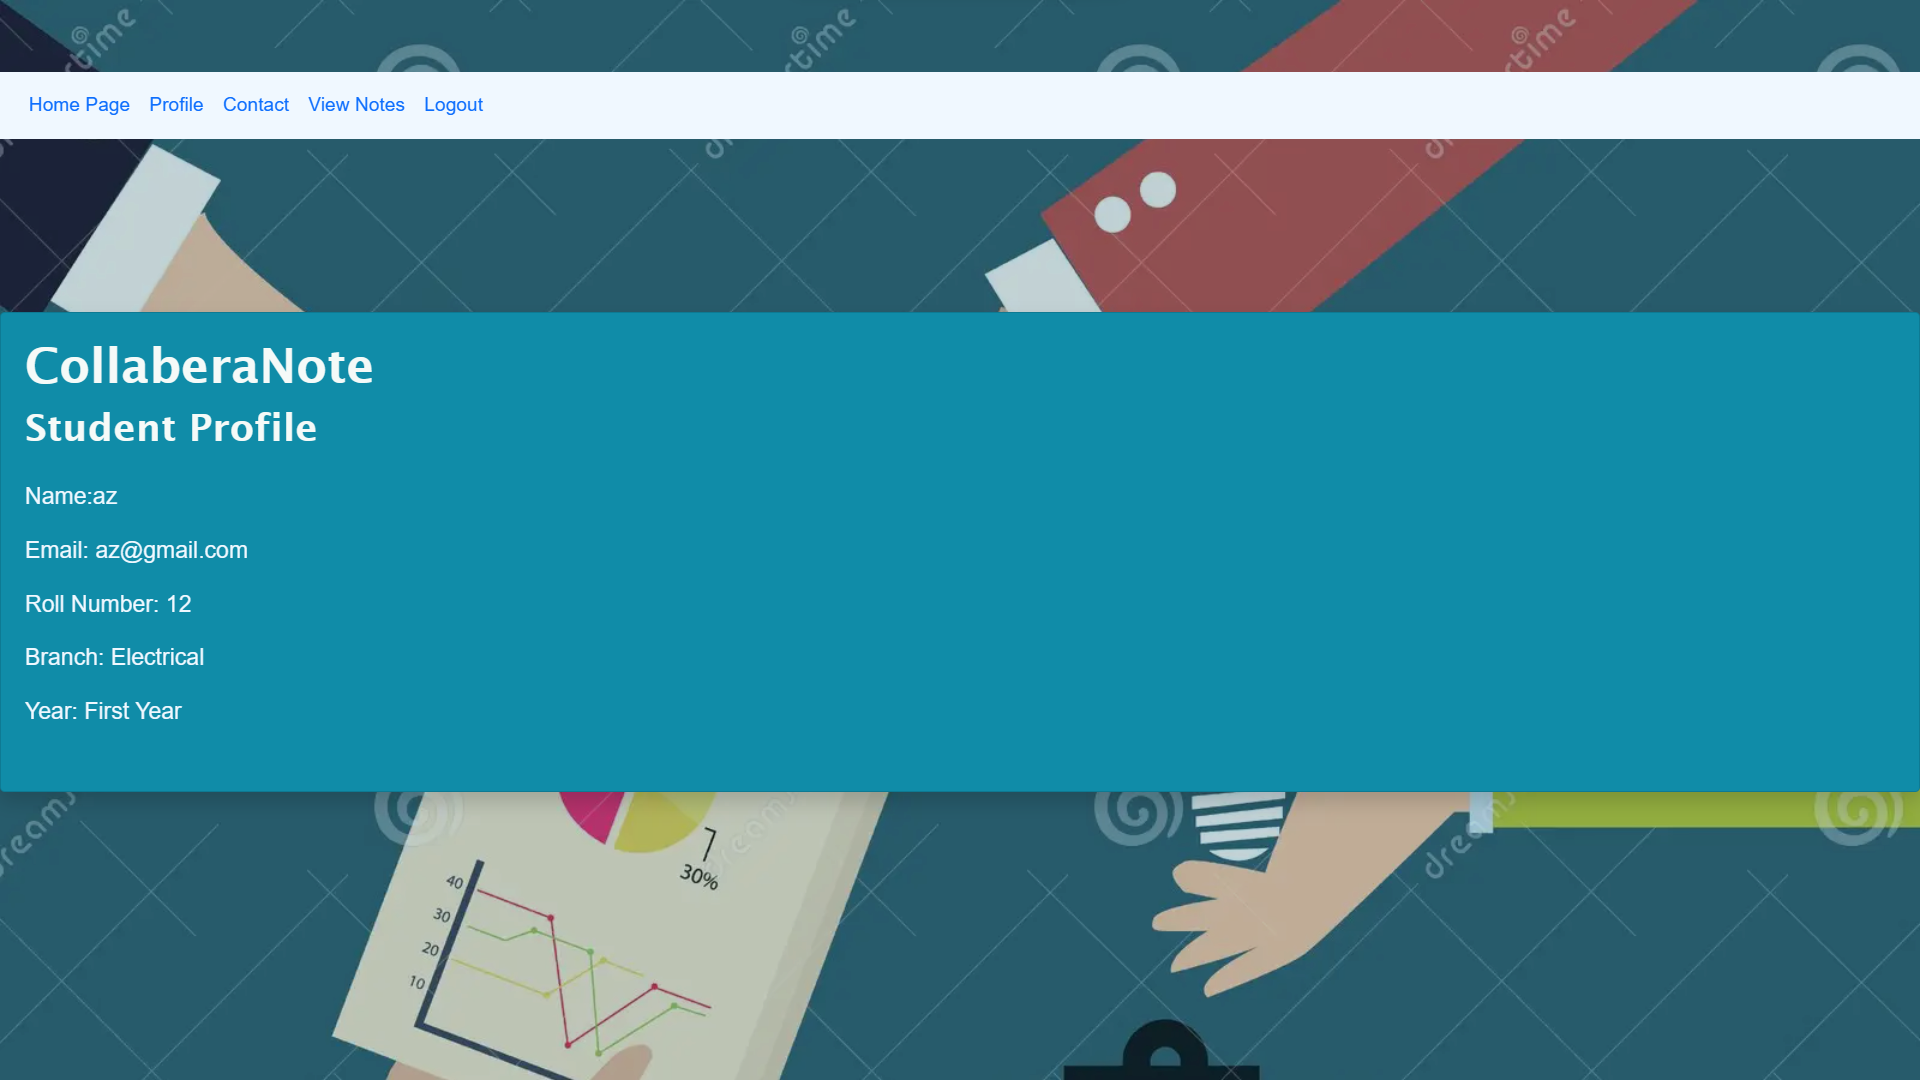 Home Page Profile Contact View Notes Logout
CollaberaNote
Student Profile
Name:az
Email: az@gmail.com
Roll Number: 12
Branch: Electrical
Year: First Year
30%
40
30
20
10